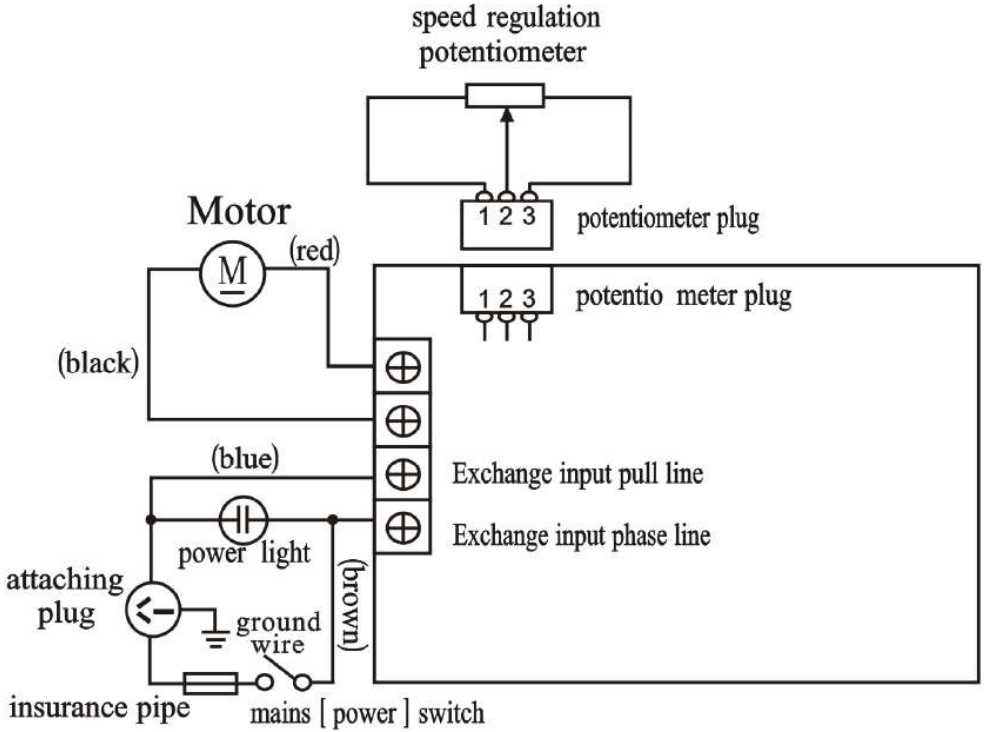 speed regulation
potentiometer
1 2 3
potentiometer plug
Motor
(red)
M
1 2 3
potentio meter plug
(black)
(blue)
Exchange input pull line
Exchange input phase line
power light
(brown)
attaching
plug
ground
wire
insurance pipe
mains [ power ] switch